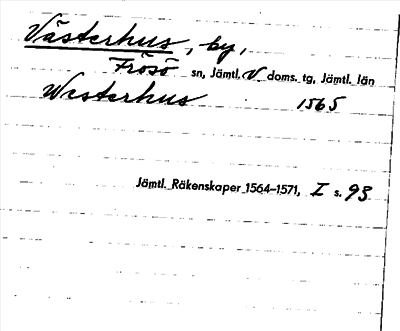 Västerhus, by,
Frösö sn, Jämtl. V doms. tg, Jämtl. län
Westerhus 1565
Jämtl. Räkenskaper 1564-1571, I s. 93